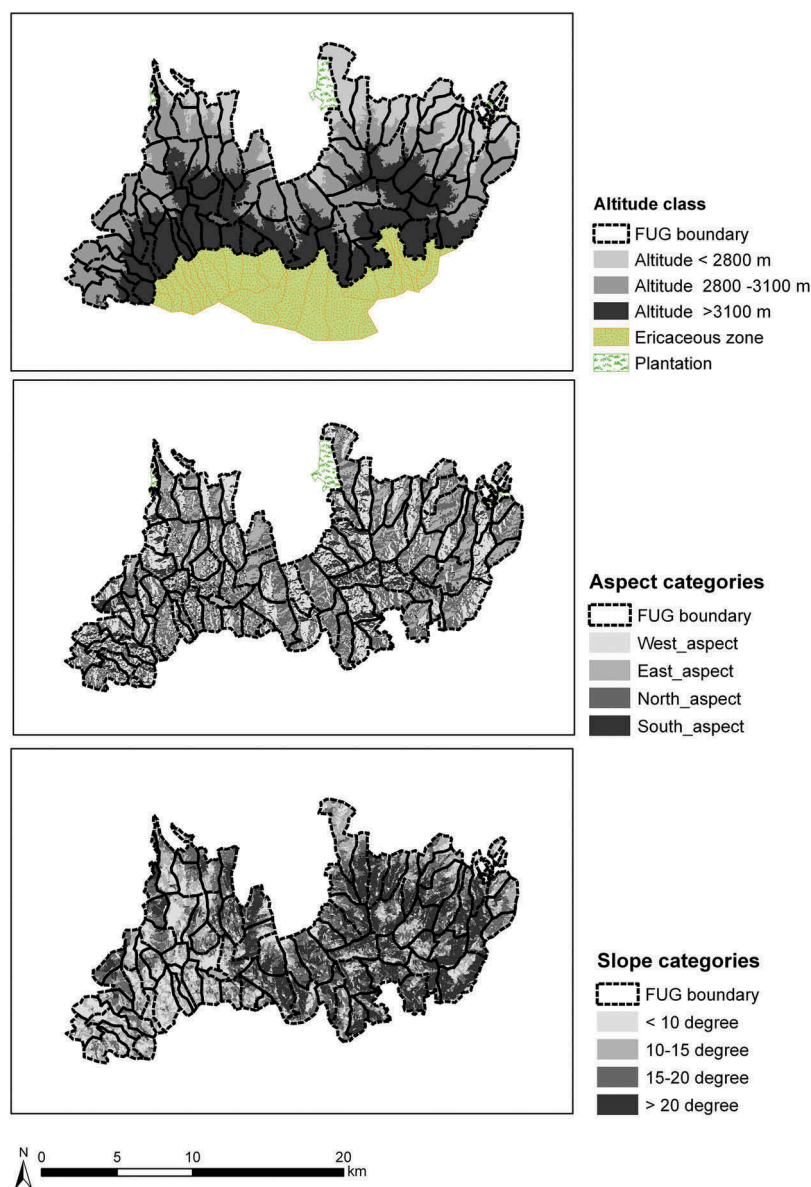 Altitude class
FUG boundary
Altitude < 2800 m
Altitude 2800 -3100 m
Altitude >3100 m
Ericaceous zone
Plantation
Aspect categories
FUG boundary
West_aspect
East_aspect
North_aspect
South_aspect
Slope categories
FUG boundary
< 10 degree
10-15 degree
15-20 degree
> 20 degree
N 0 5 10 20
km